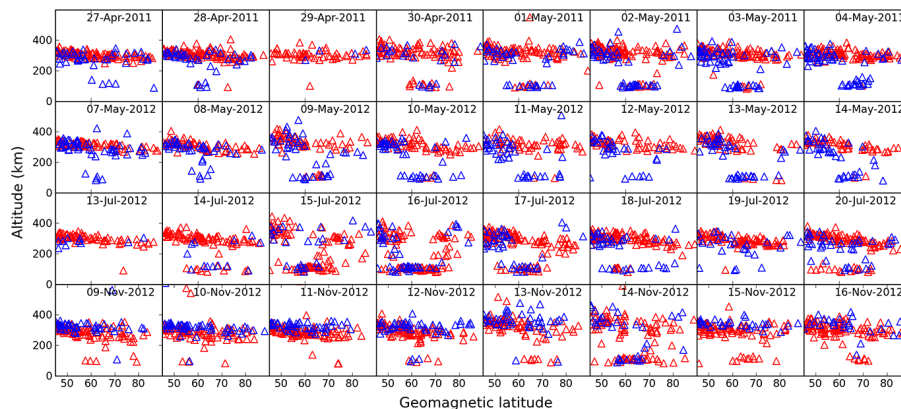 27-Apr-2011 28-Apr-2011 29-Apr-2011 30-Apr-2011 01-May-2011 02-May-2011 03-May-2011 04-May-2011
400
200
0
07-May-2012 08-May-2012 09-May-2012 10-May-2012 11-May-2012 12-May-2012 13-May-2012 14-May-2012
400
200
0
13-Jul-2012 14-Jul-2012 15-Jul-2012 16-Jul-2012 17-Jul-2012 18-Jul-2012 19-Jul-2012 20-Jul-2012
400
200
0
09-Nov-2012 10-Nov-2012 11-Nov-2012 12-Nov-2012 13-Nov-2012 14-Nov-2012 15-Nov-2012 16-Nov-2012
400
200
0
Altitude (km)
50 60 70 80 50 60 70 80 50 60 70 80 50 60 70 80 50 60 70 80 50 60 70 80 50 60 70 80 50 60 70 80
Geomagnetic latitude